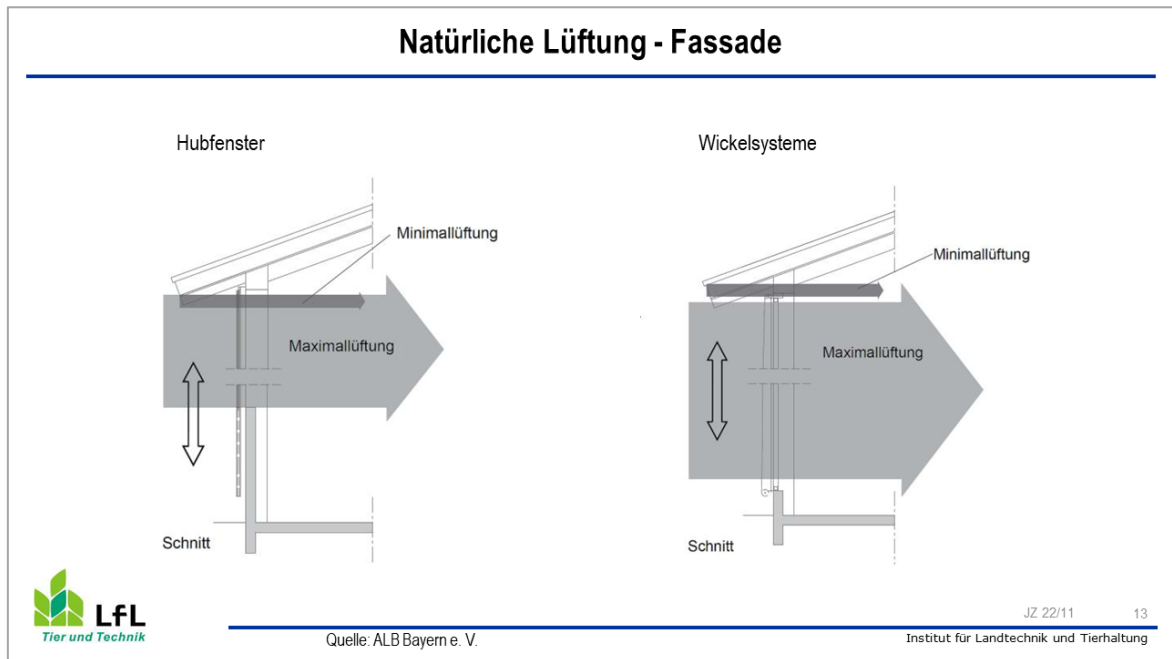 Natürliche Lüftung - Fassade
Hubfenster
Minimallüftung
Maximallüftung
Schnitt
Wickelsysteme
Minimallüftung
Maximallüftung
Schnitt
LfL
Tier und Technik
Quelle: ALB Bayern e. V.
JZ 22/11 13
Institut für Landtechnik und Tierhaltung